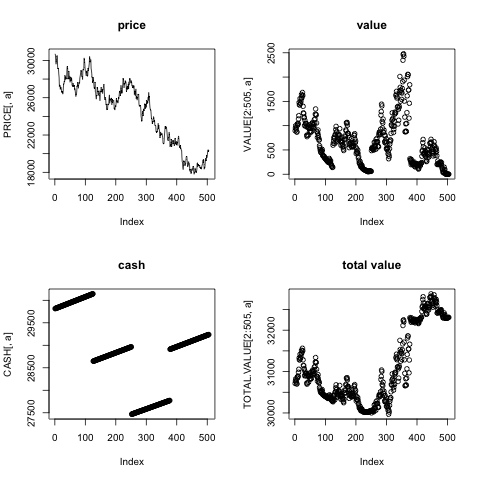 price
PRICE[, a]
30000
26000
22000
18000
0 100 200 300 400 500
Index
value
VALUE[2:505, a]
2500
1500
500
0
0 100 200 300 400 500
Index
cash
CASH[, a]
29500
28500
27500
0 100 200 300 400 500
Index
total value
TOTAL.VALUE[2:505, a]
32000
31000
30000
0 100 200 300 400 500
Index